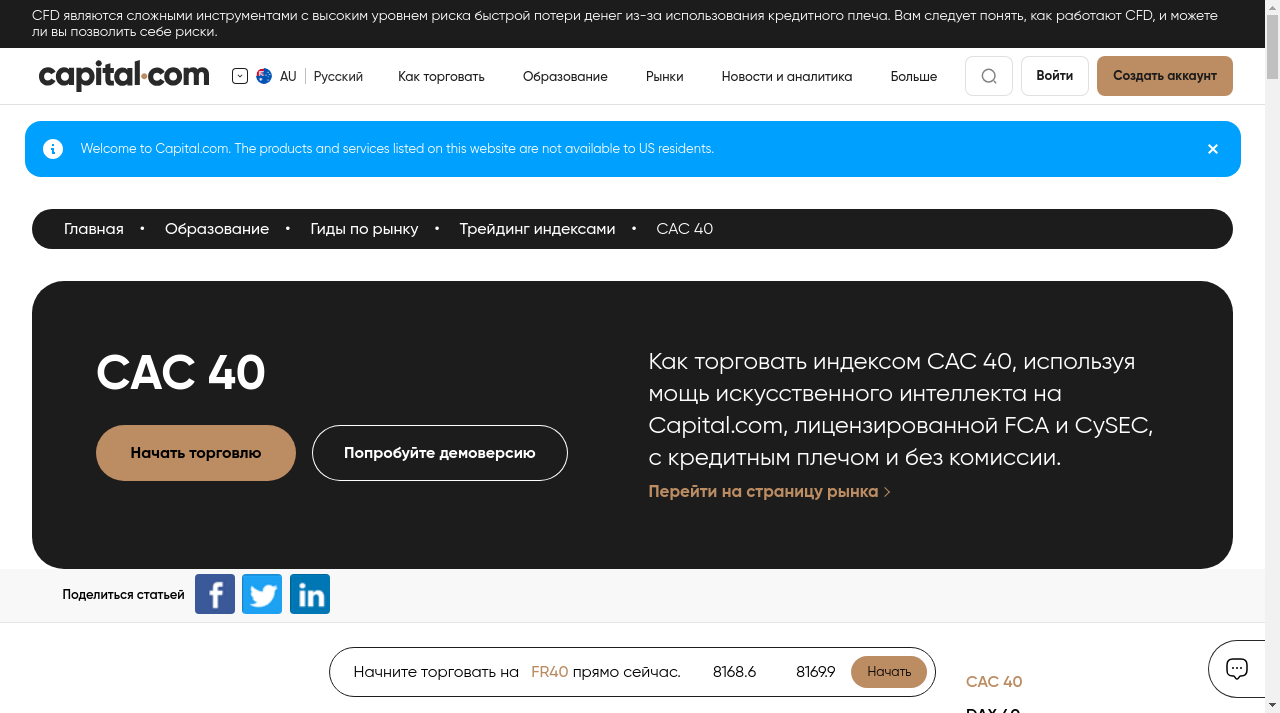 CFD являются сложными инструментами с высоким уровнем риска быстрой потери денег из-за использования кредитного плеча. Вам следует понять, как работают CFD, и можете
ли вы позволить себе риски.
capital.com AU Русский Как торговать Образование Рынки Новости и аналитика Больше Войти Создать аккаунт
Welcome to Capital.com. The products and services listed on this website are not available to US residents.
Главная • Образование • Гиды по рынку • Трейдинг индексами • CAC 40
CAC 40
Начать торговлю Попробуйте демоверсию
Как торговать индексом CAC 40, используя
мощь искусственного интеллекта на
Capital.com, лицензированной FCA и CySEC,
с кредитным плечом и без комиссии.
Перейти на страницу рынка
Поделиться статьей
Начните торговать на FR40 прямо сейчас. 8168.6 8169.9 Начать
CAC 40
DAX 40